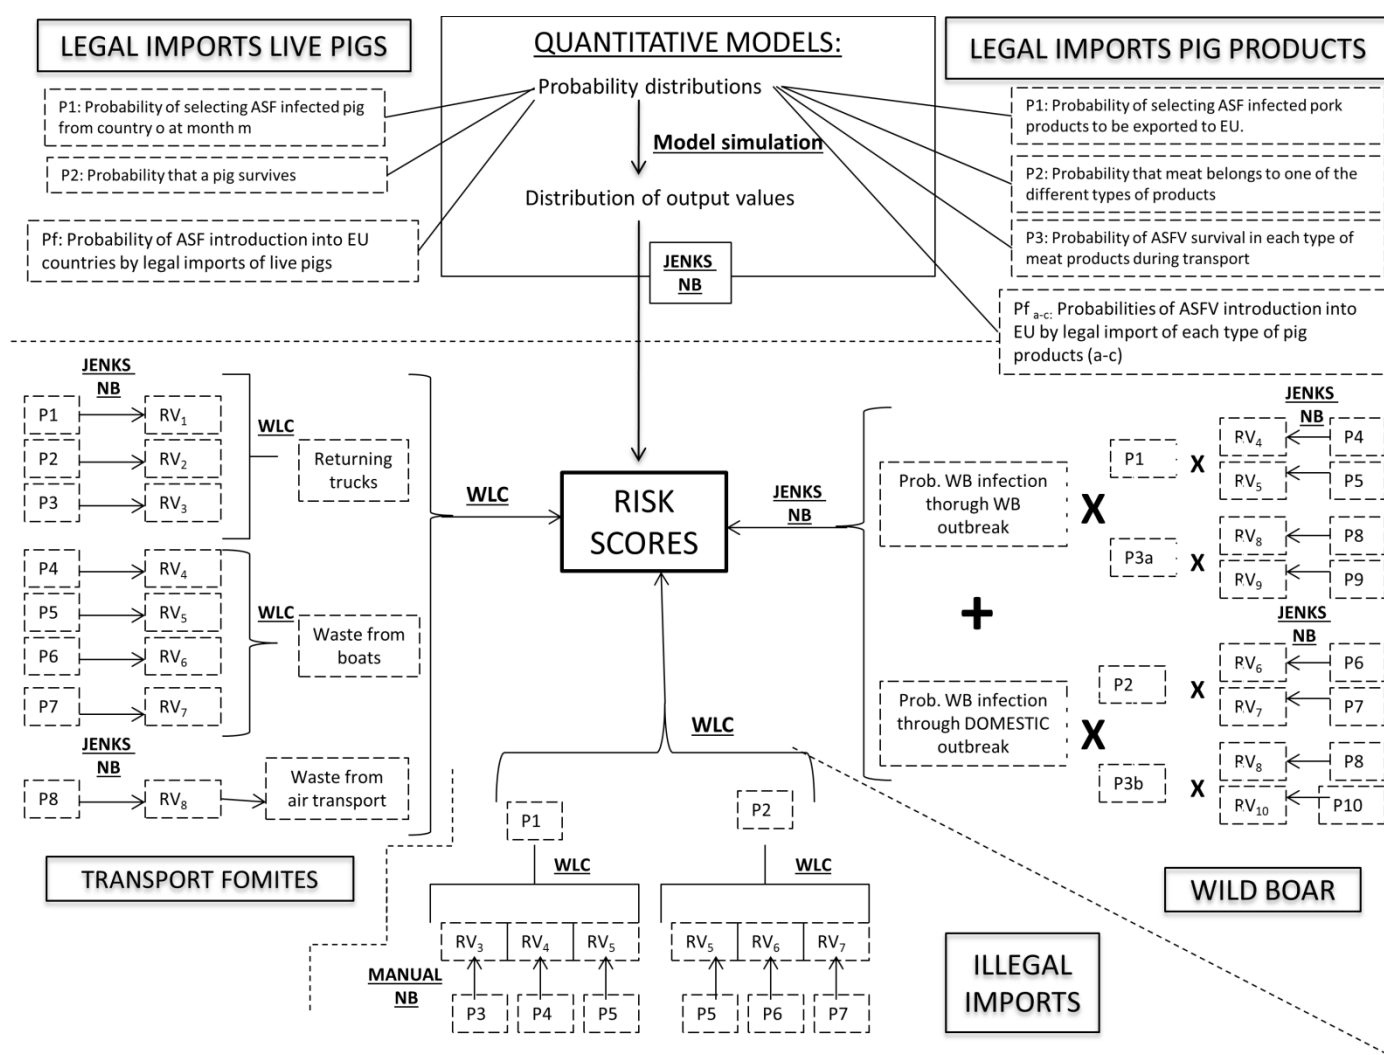 LEGAL IMPORTS LIVE PIGS
P1: Probability of selecting ASF infected pig
from country o at month m
P2: Probability that a pig survives
Pf: Probability of ASF introduction into EU
countries by legal imports of live pigs
QUANTITATIVE MODELS:
Probability distributions
Model simulation
Distribution of output values
JENKS
NB
LEGAL IMPORTS PIG PRODUCTS
P1: Probability of selecting ASF infected pork
products to be exported to EU.
P2: Probability that meat belongs to one of the
different types of products
P3: Probability of ASFV survival in each type of
meat products during transport
Pf a-c: Probabilities of ASFV introduction into
EU by legal import of each type of pig
products (a-c)
JENKS
NB
P1
RV1
P2
RV2
P3
RV3
WLC
Returning
trucks
P4
RV4
P5
RV5
P6
RV6
P7
RV7
WLC
Waste from
boats
JENKS
NB
P8
RV8
Waste from
air transport
WLC
TRANSPORT FOMITES
RISK
SCORES
JENKS
NB
Prob. WB infection
thorugh WB
outbreak
X
P1
X
JENKS
NB
RV4
P4
RV5
P5
P3a
X
RV8
P8
RV9
P9
+
Prob. WB infection
through DOMESTIC
outbreak
X
P2
X
JENKS
NB
RV6
P6
RV7
P7
P3b
X
RV8
P8
RV10
P10
WILD BOAR
WLC
P1
P2
WLC
WLC
RV3
RV4
RV5
RV5
RV6
RV7
MANUAL
NB
P3
P4
P5
P5
P6
P7
ILLEGAL
IMPORTS